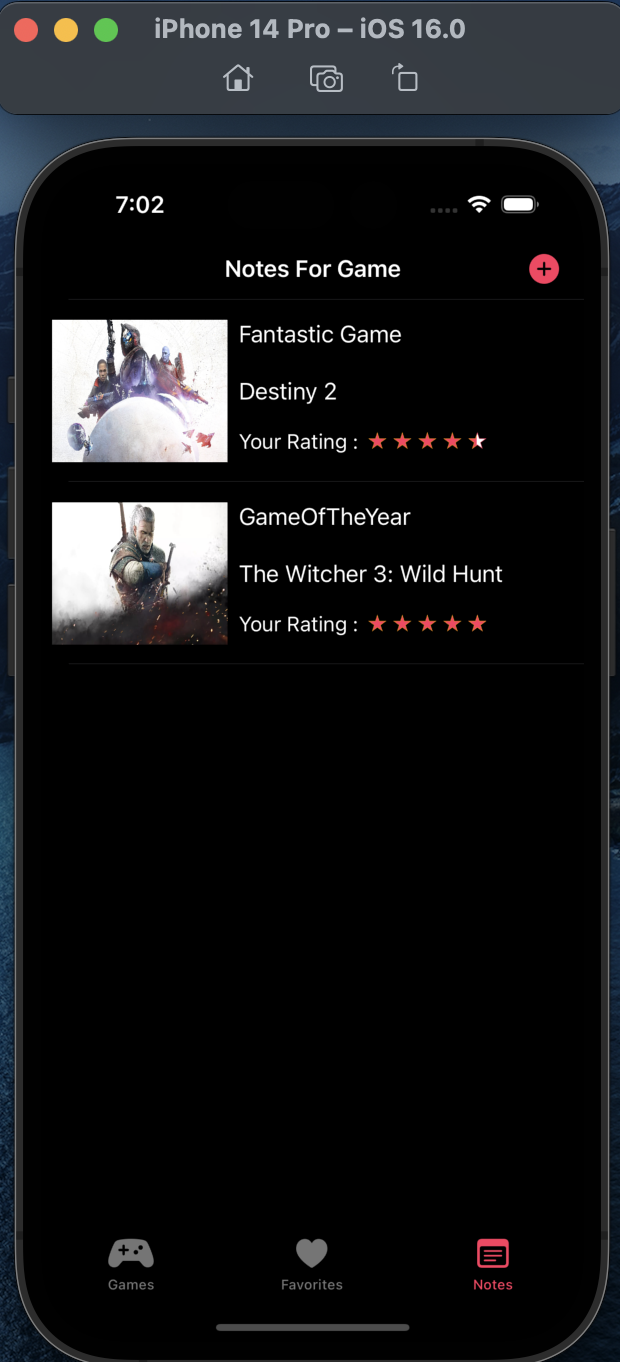 iPhone 14 Pro – iOS 16.0
7:02
Notes For Game
Fantastic Game
Destiny 2
Your Rating :
GameOfTheYear
The Witcher 3: Wild Hunt
Your Rating :
Games
Favorites
Notes